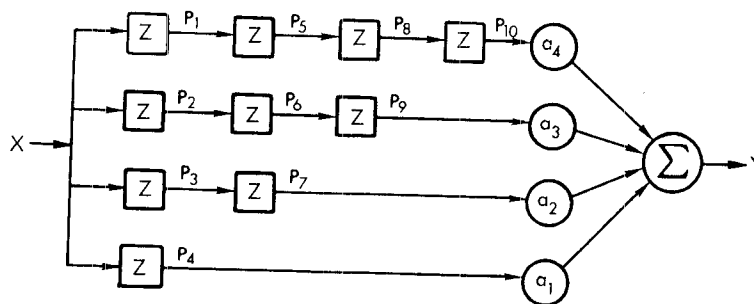 Z P1 Z P5 Z P8 Z P10 a4
Z P2 Z P6 Z P9 a3
X Σ Y
Z P3 Z P7 a2
Z P4 a1